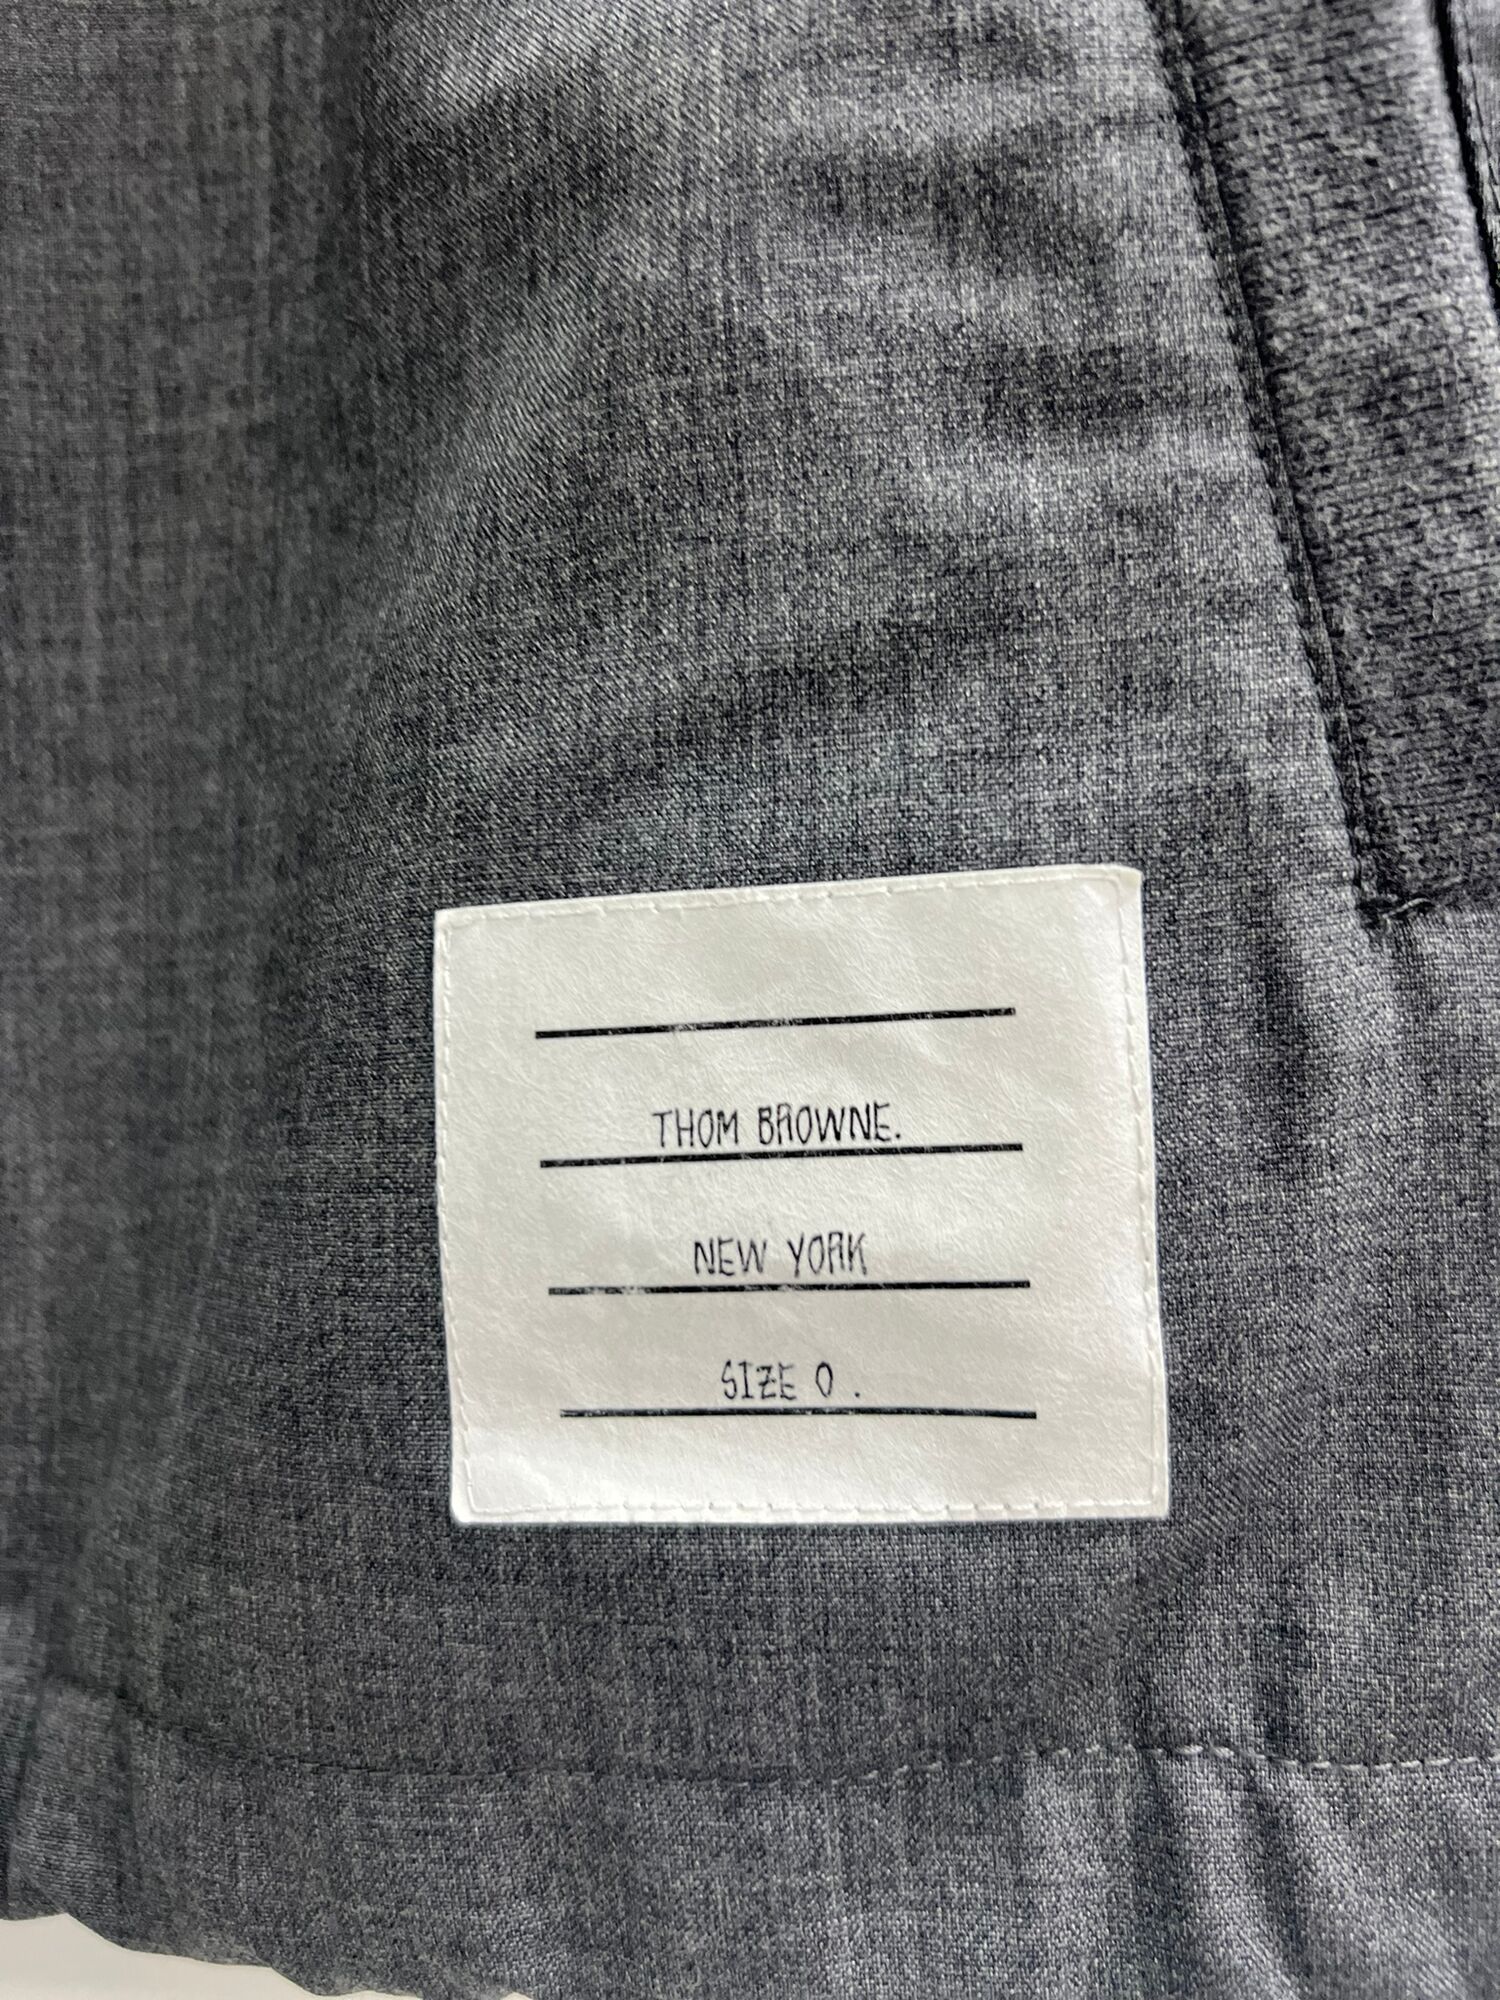 THOM BROWNE.
NEW YORK
SIZE 0 .